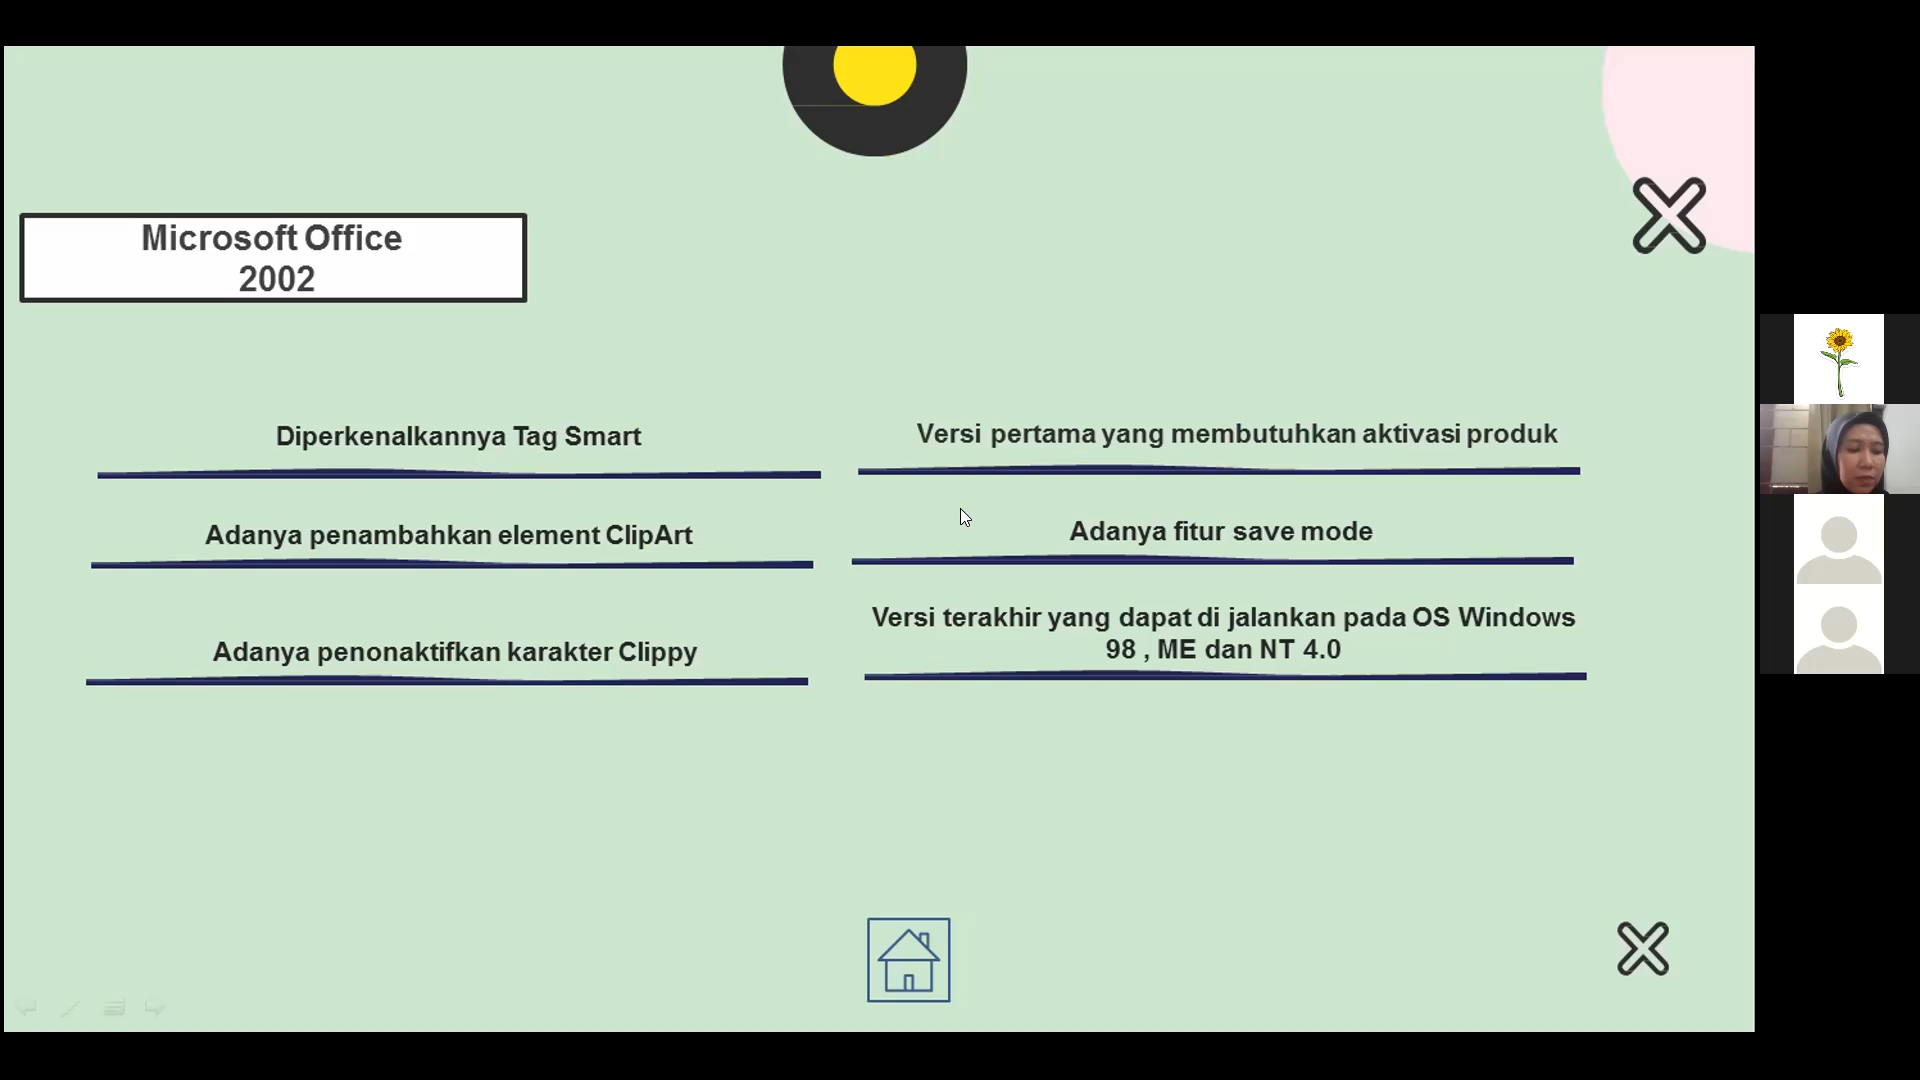 Microsoft Office
2002
Diperkenalkannya Tag Smart
Adanya penambahkan element ClipArt
Adanya penonaktifkan karakter Clippy
Versi pertama yang membutuhkan aktivasi produk
Adanya fitur save mode
Versi terakhir yang dapat di jalankan pada OS Windows
98 , ME dan NT 4.0